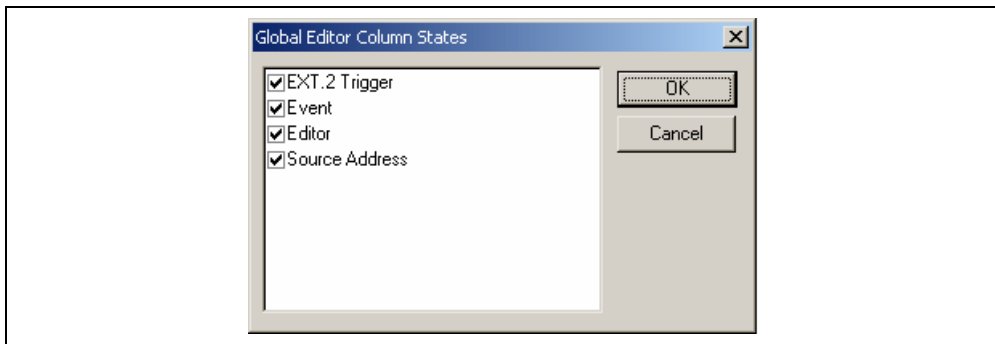 Global Editor Column States
EXT.2 Trigger
Event
Editor
Source Address
OK
Cancel